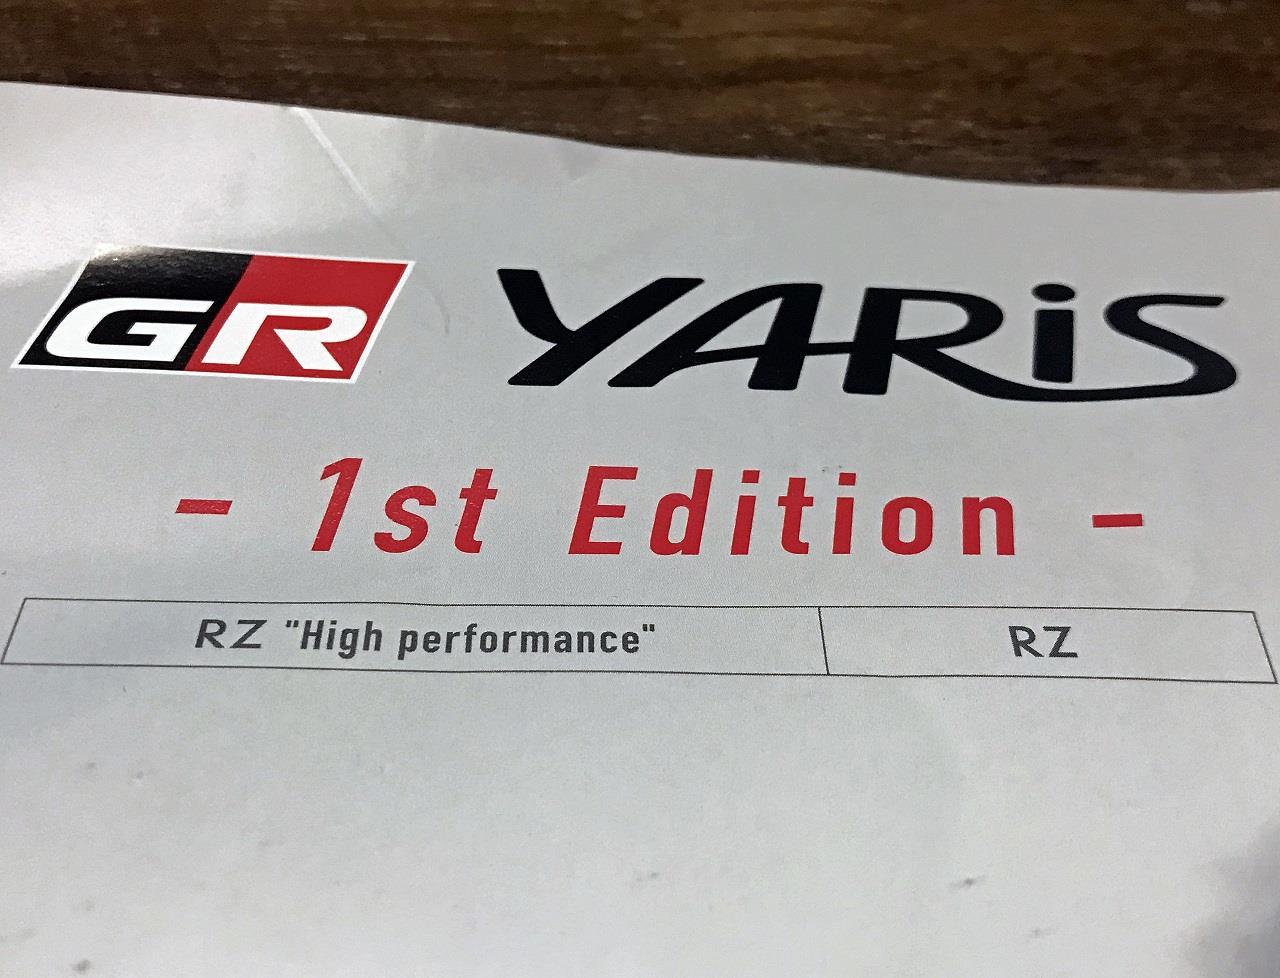 GR YARiS
- 1st Edition -
RZ "High performance" RZ